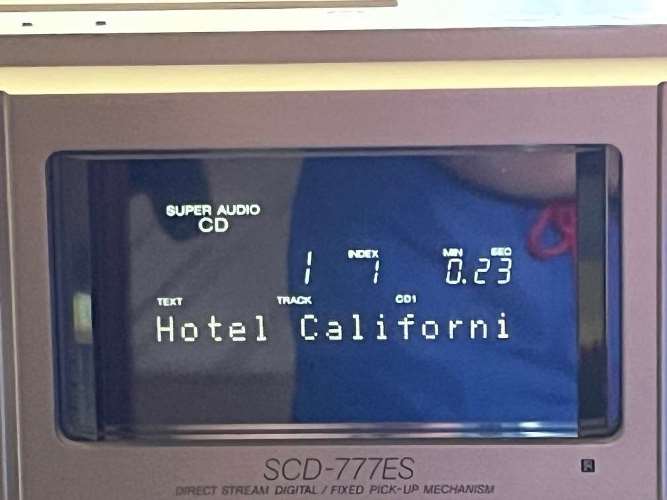 SUPER AUDIO
CD
INDEX MIN SEC
1 1 0.23
TEXT TRACK CD1
Hotel Californi
SCD-777ES
DIRECT STREAM DIGITAL / FIXED PICK-UP MECHANISM